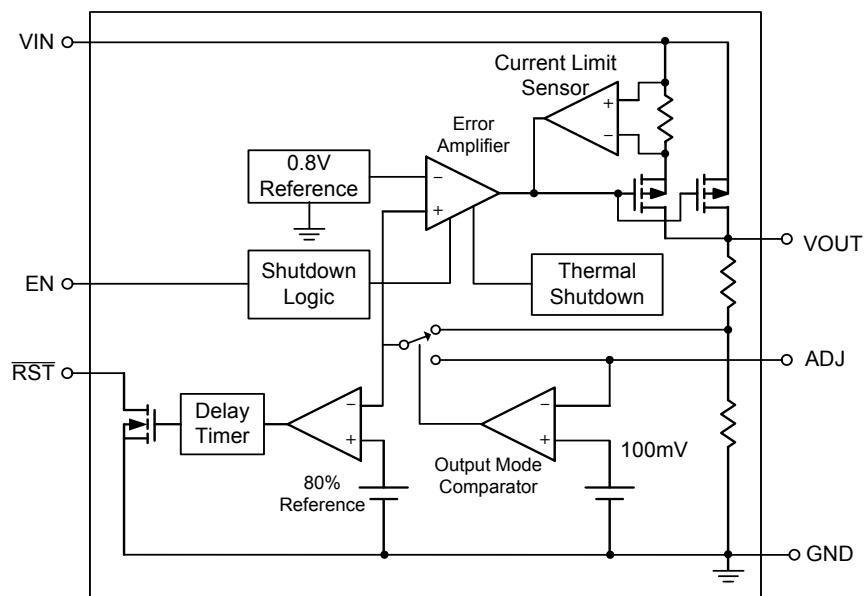 VIN
Current Limit
Sensor
+
−
Error
Amplifier
0.8V
Reference
−
+
VOUT
EN
Shutdown
Logic
Thermal
Shutdown
ADJ
RST
Delay
Timer
−
+
80%
Reference
−
+
Output Mode
Comparator
100mV
GND